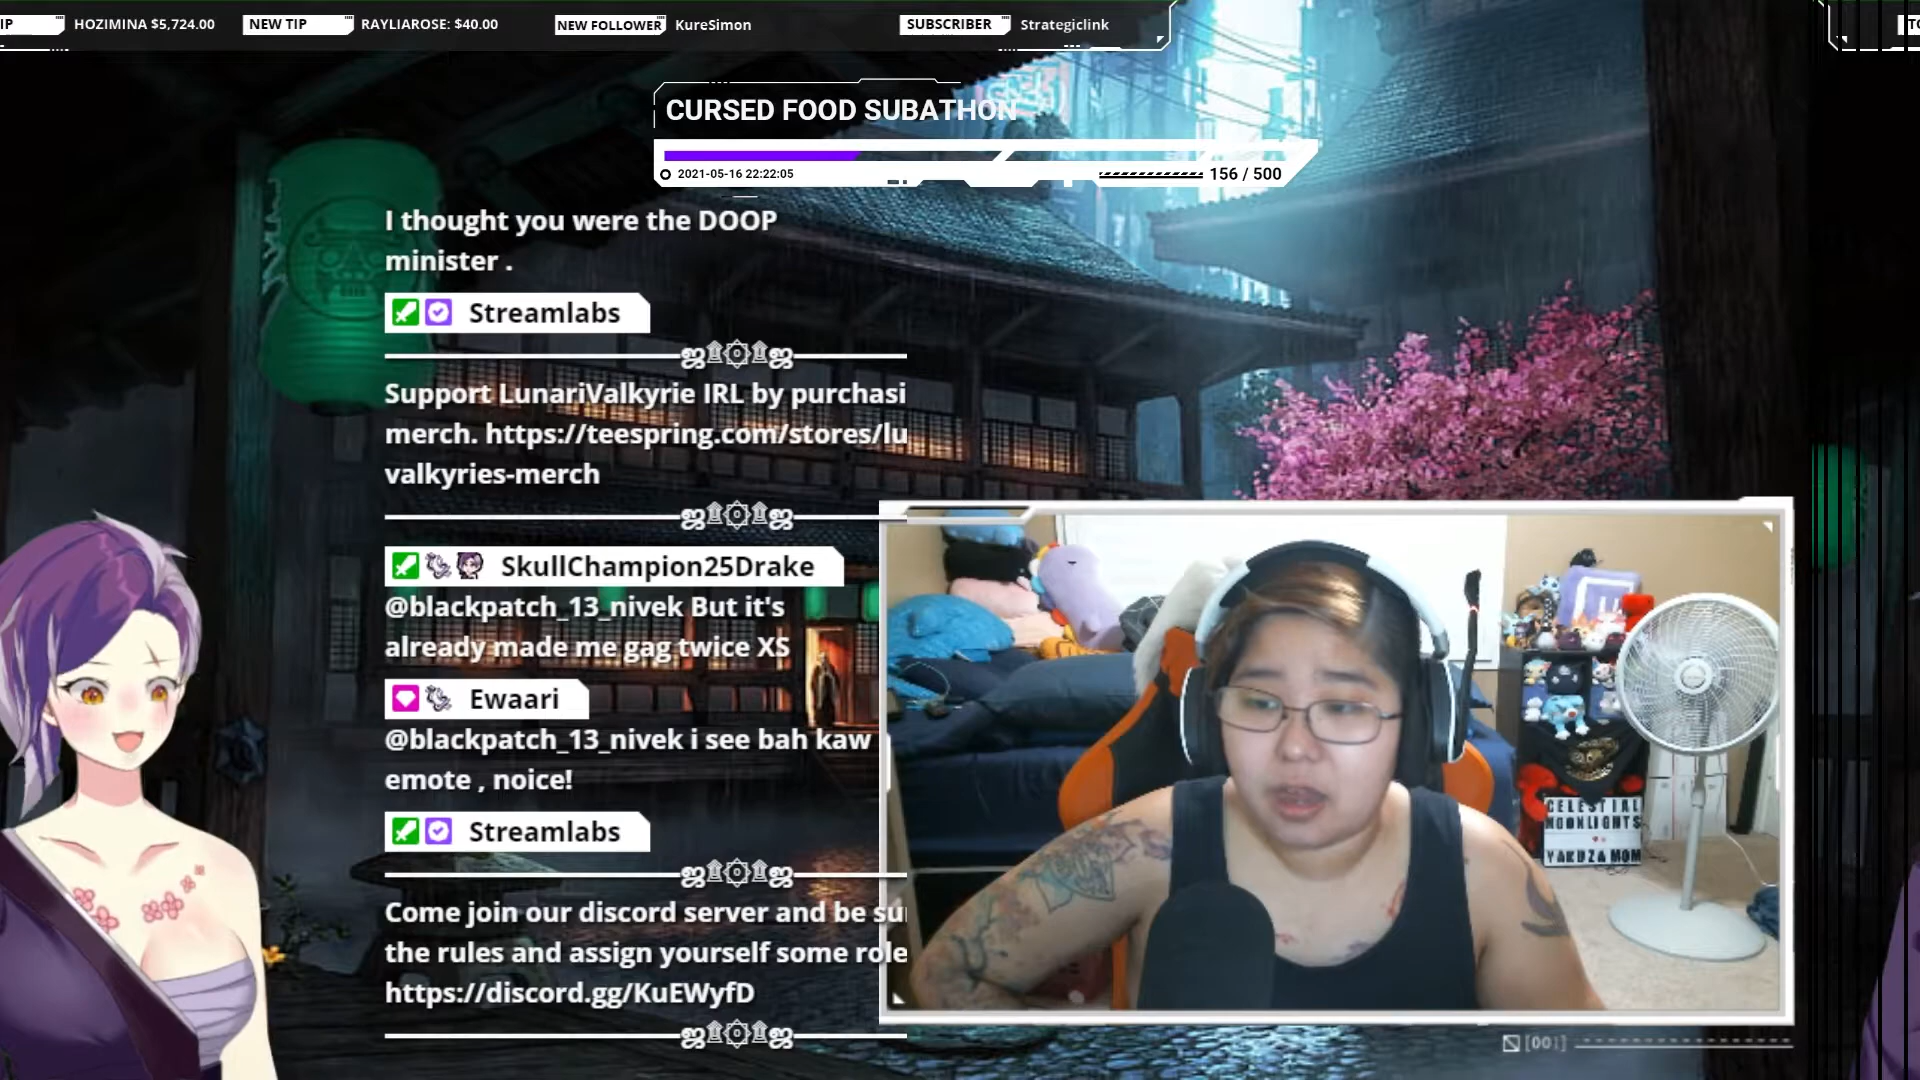 IP HOZIMINA $5,724.00 NEW TIP RAYLIAROSE: $40.00 NEW FOLLOWER KureSimon SUBSCRIBER Strategiclink
CURSED FOOD SUBATHON
2021-05-16 22:22:05 156 / 500
I thought you were the DOOP
minister .
Streamlabs
Support LunariValkyrie IRL by purchasi
merch. https://teespring.com/stores/lu
valkyries-merch
SkullChampion25Drake
@blackpatch_13_nivek But it's
already made me gag twice XS
Ewaari
@blackpatch_13_nivek i see bah kaw
emote , noice!
Streamlabs
Come join our discord server and be su
the rules and assign yourself some role
https://discord.gg/KuEWyfD
CELESTIAL
MOONLIGHTS
YAKUZA MOM
[001]